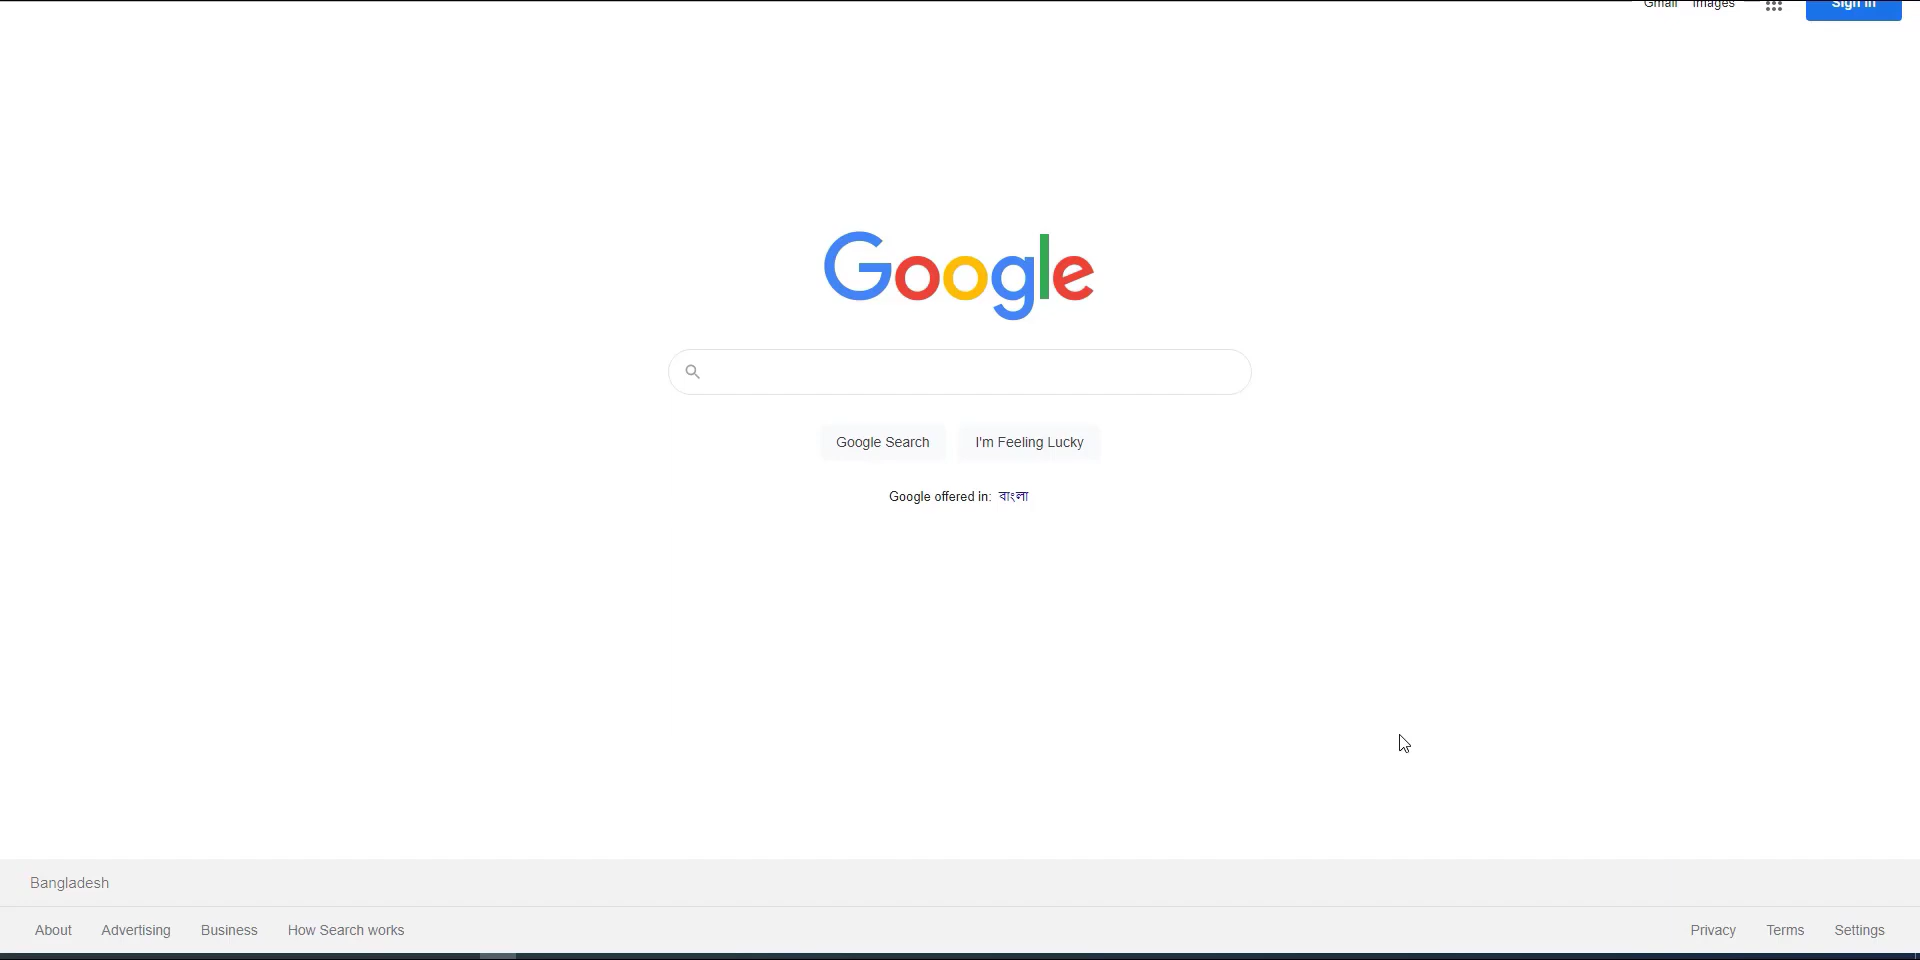 Gmail Images Sign in
Google
Google Search I'm Feeling Lucky
Google offered in: বাংলা
Bangladesh
About Advertising Business How Search works Privacy Terms Settings